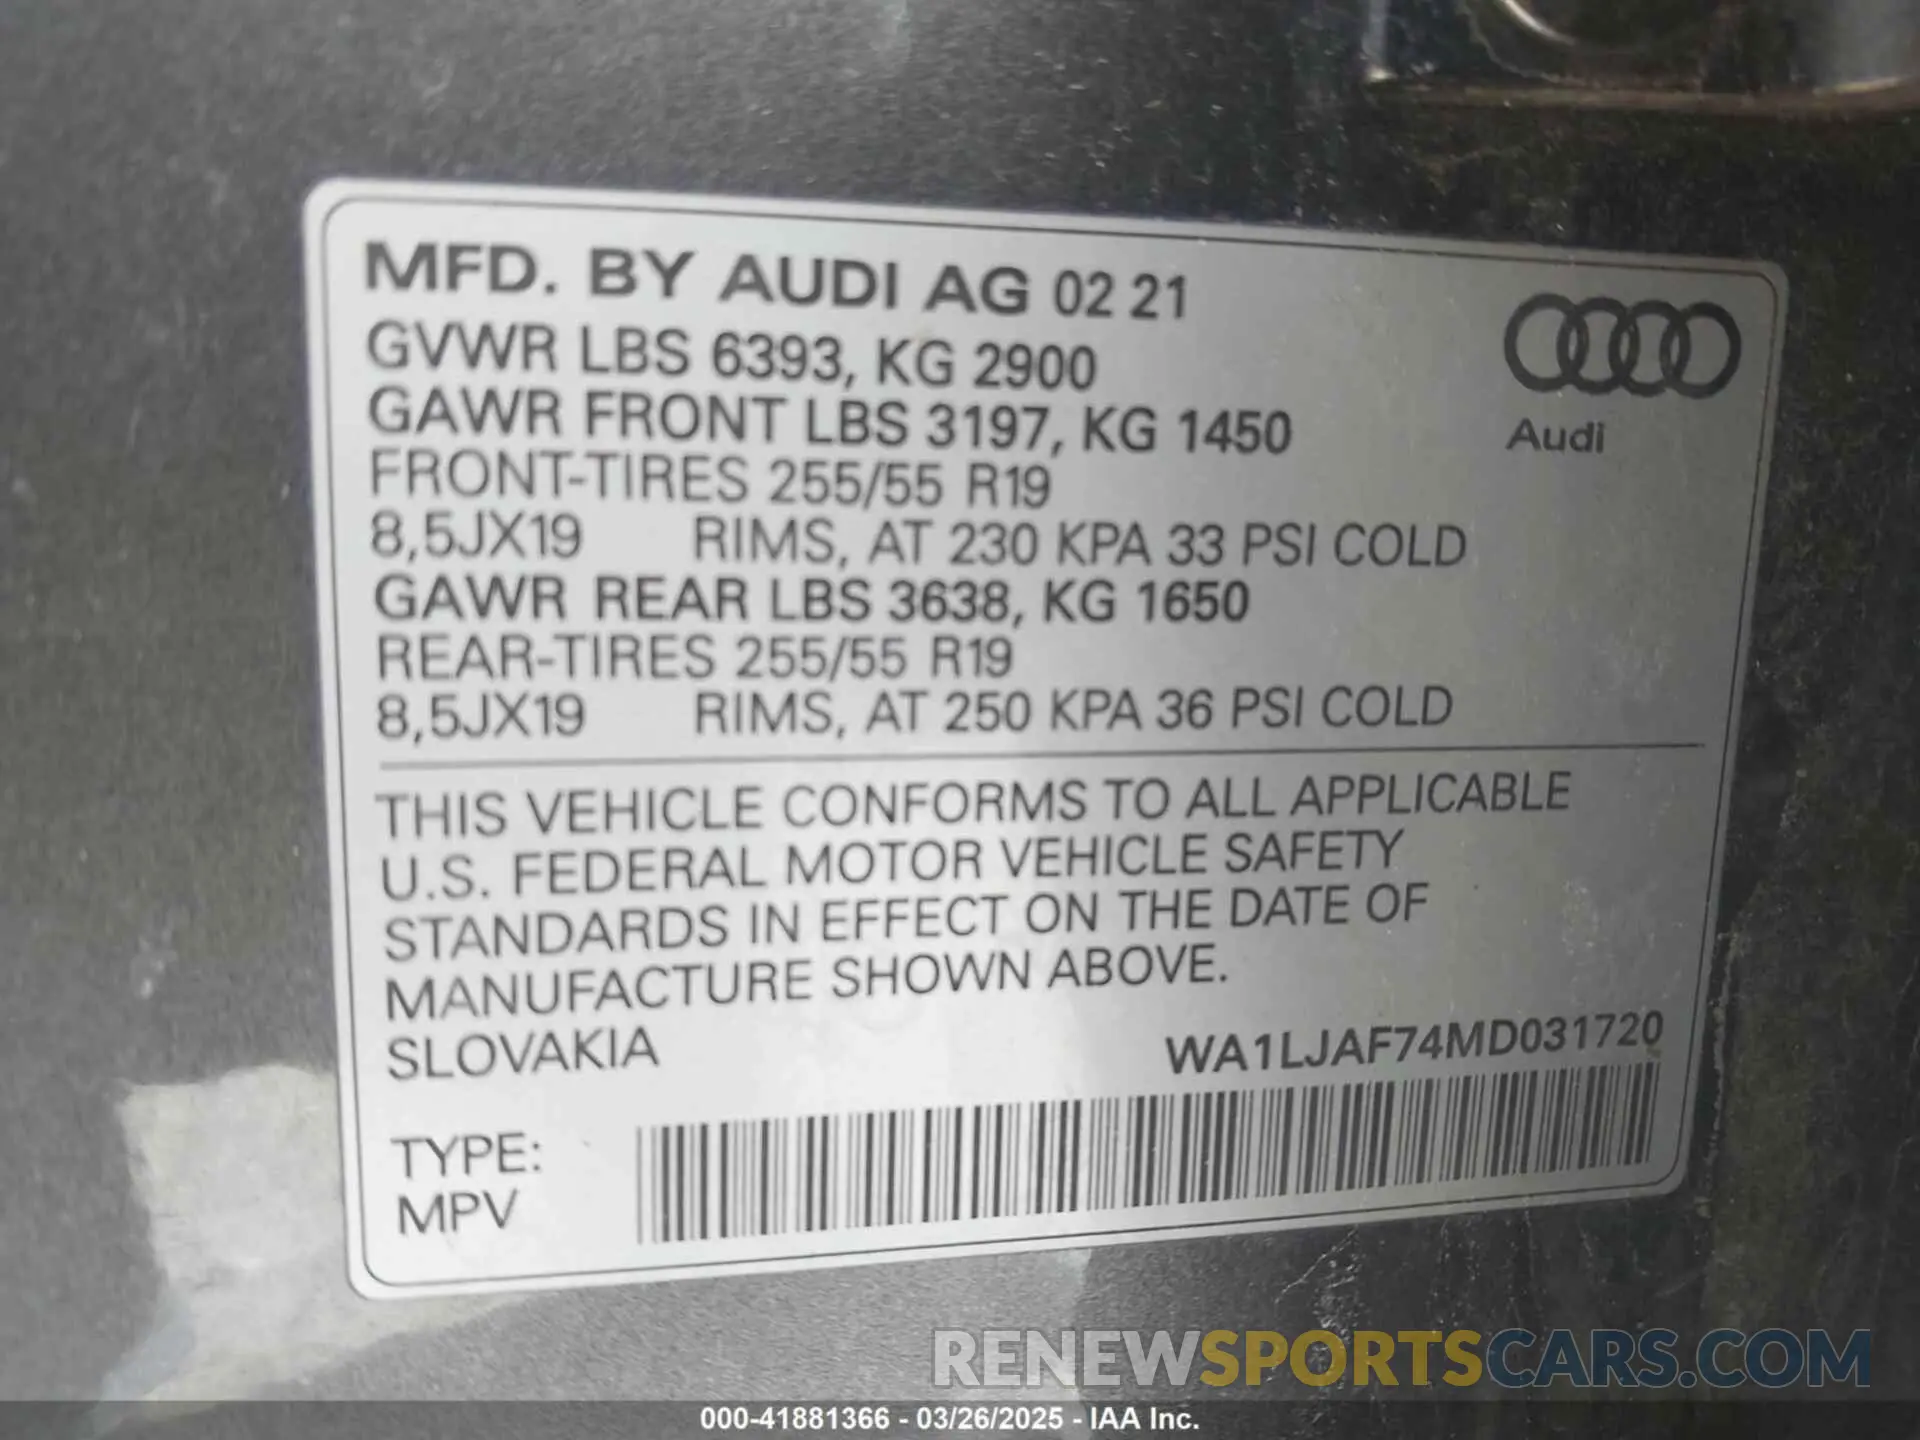 MFD. BY AUDI AG 02 21
GVWR LBS 6393, KG 2900
GAWR FRONT LBS 3197, KG 1450
FRONT-TIRES 255/55 R19
8,5JX19 RIMS, AT 230 KPA 33 PSI COLD
GAWR REAR LBS 3638, KG 1650
REAR-TIRES 255/55 R19
8,5JX19 RIMS, AT 250 KPA 36 PSI COLD
Audi
THIS VEHICLE CONFORMS TO ALL APPLICABLE
U.S. FEDERAL MOTOR VEHICLE SAFETY
STANDARDS IN EFFECT ON THE DATE OF
MANUFACTURE SHOWN ABOVE.
SLOVAKIA WA1LJAF74MD031720
TYPE:
MPV
RENEWSPORTSCARS.COM
000-41881366 - 03/26/2025 - IAA Inc.